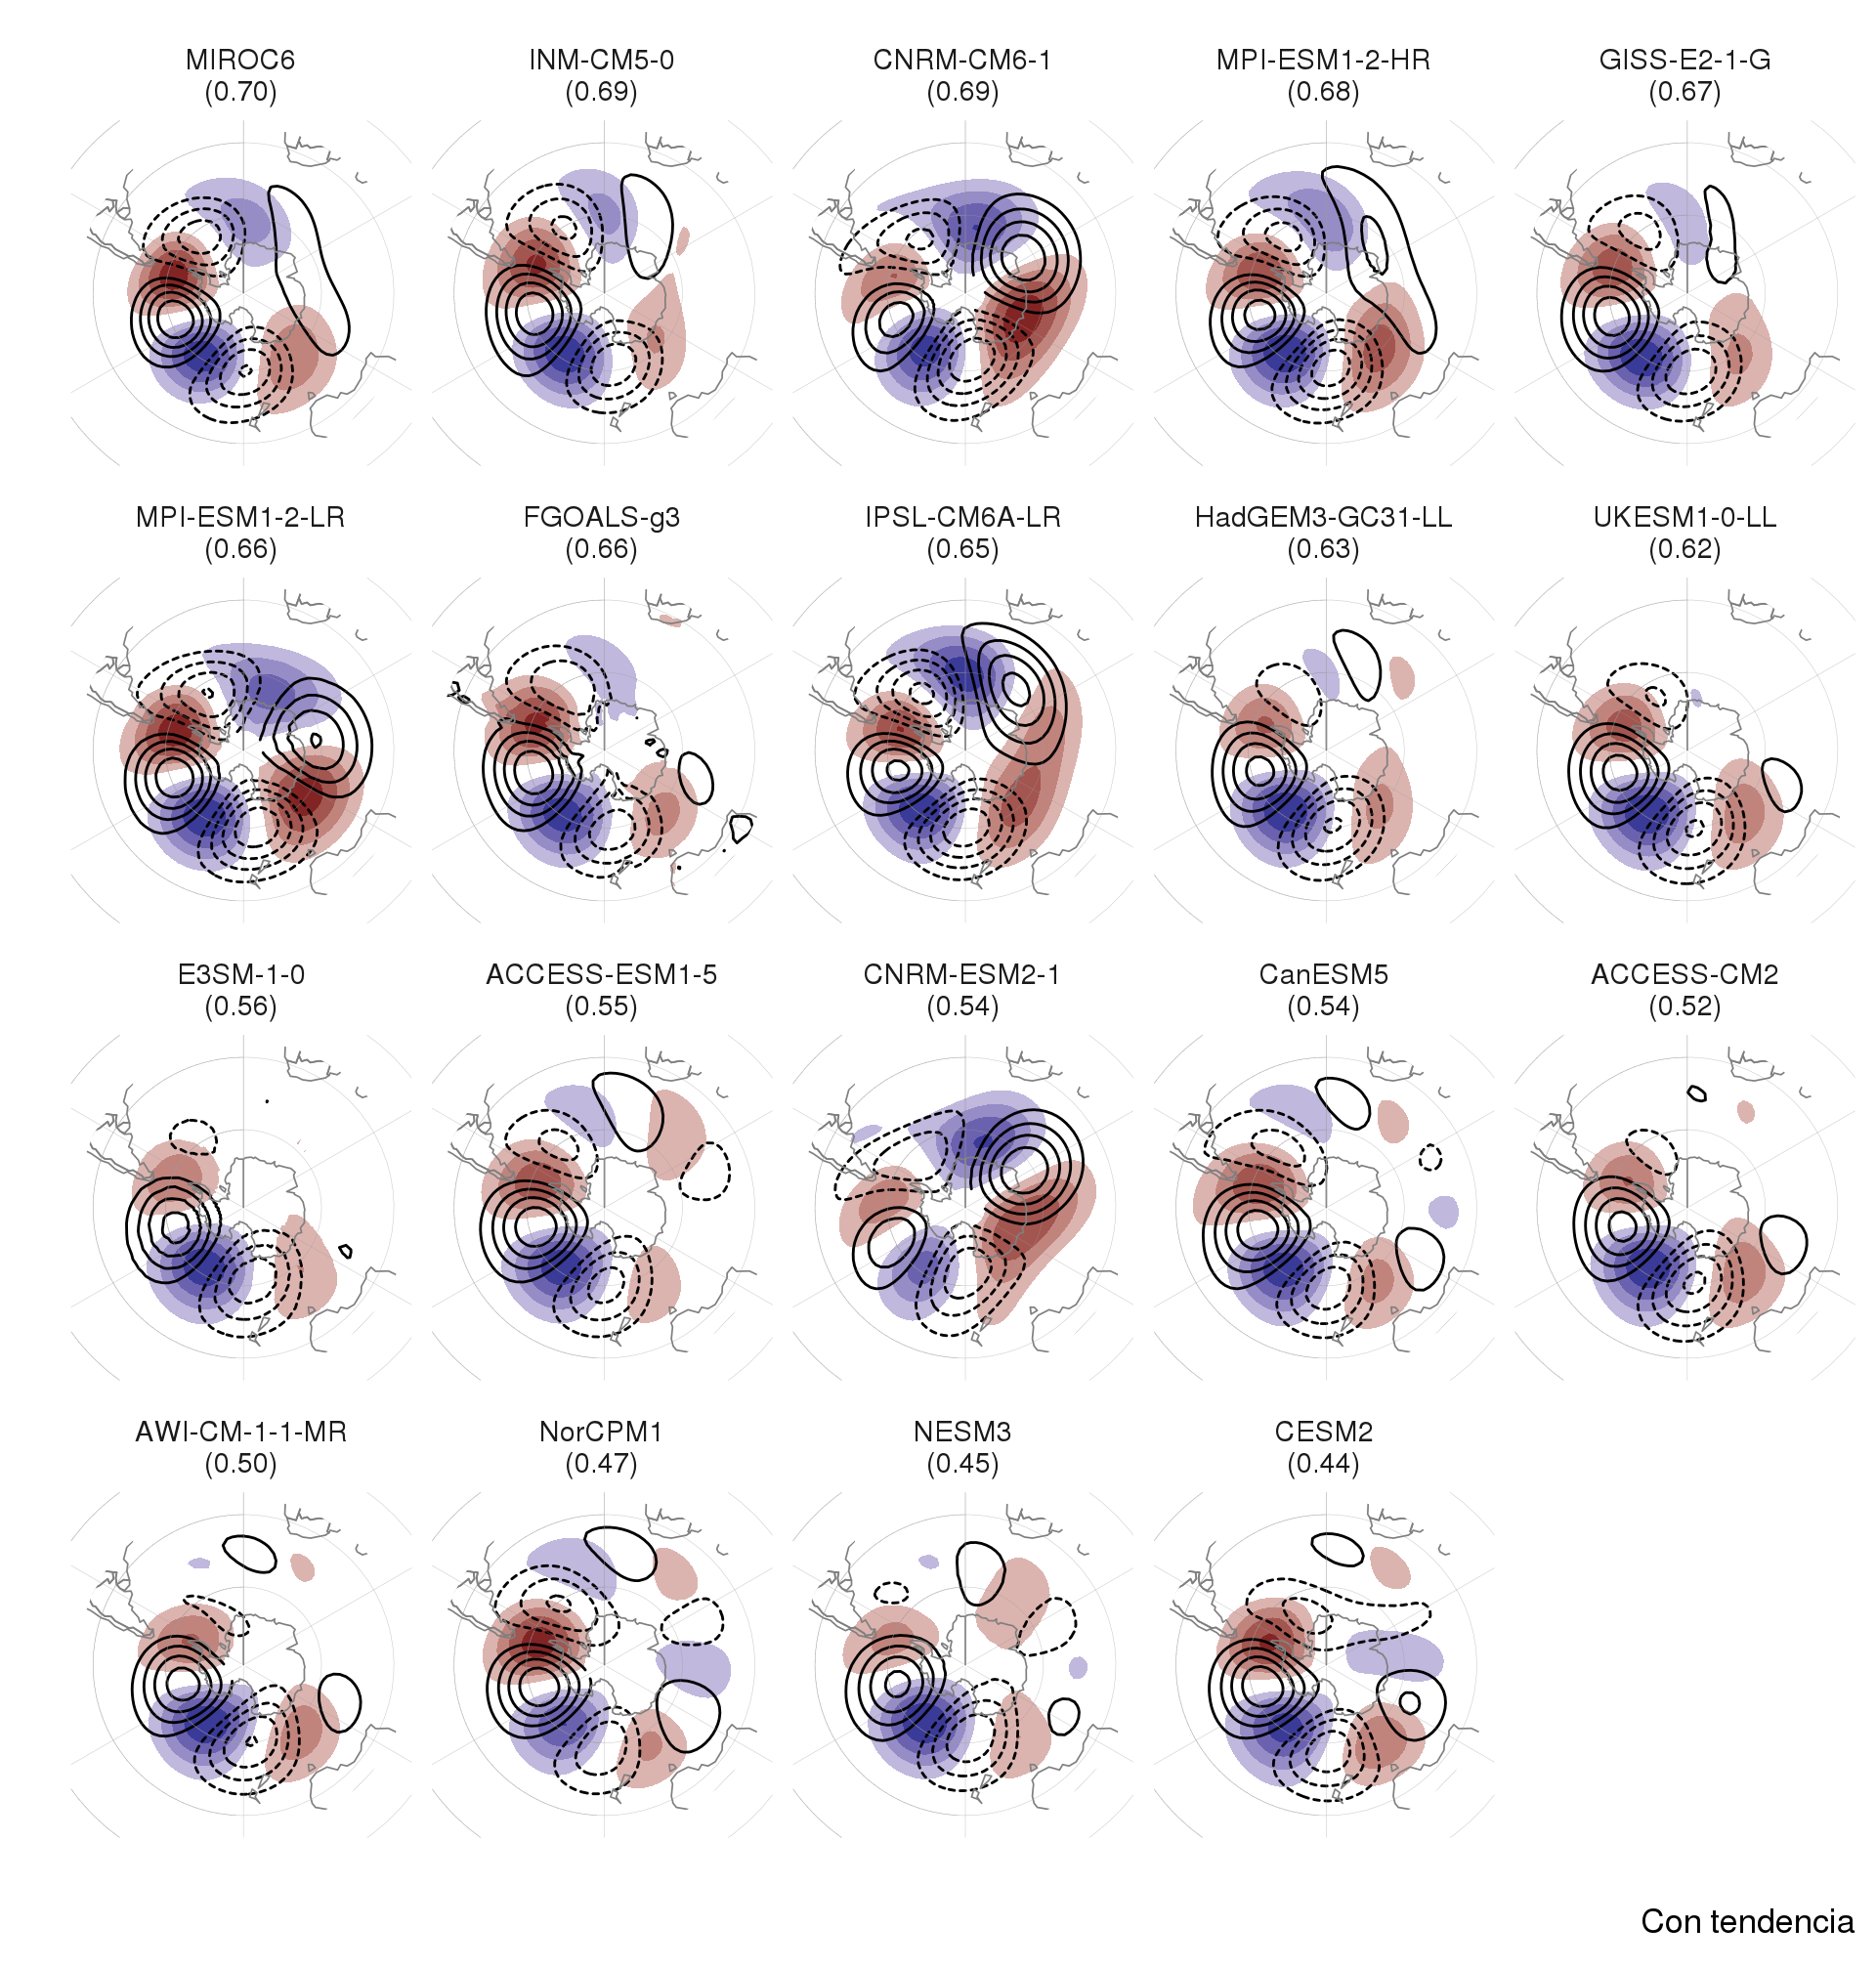 MIROC6
(0.70)
INM-CM5-0
(0.69)
CNRM-CM6-1
(0.69)
MPI-ESM1-2-HR
(0.68)
GISS-E2-1-G
(0.67)
MPI-ESM1-2-LR
(0.66)
FGOALS-g3
(0.66)
IPSL-CM6A-LR
(0.65)
HadGEM3-GC31-LL
(0.63)
UKESM1-0-LL
(0.62)
E3SM-1-0
(0.56)
ACCESS-ESM1-5
(0.55)
CNRM-ESM2-1
(0.54)
CanESM5
(0.54)
ACCESS-CM2
(0.52)
AWI-CM-1-1-MR
(0.50)
NorCPM1
(0.47)
NESM3
(0.45)
CESM2
(0.44)
Con tendencia